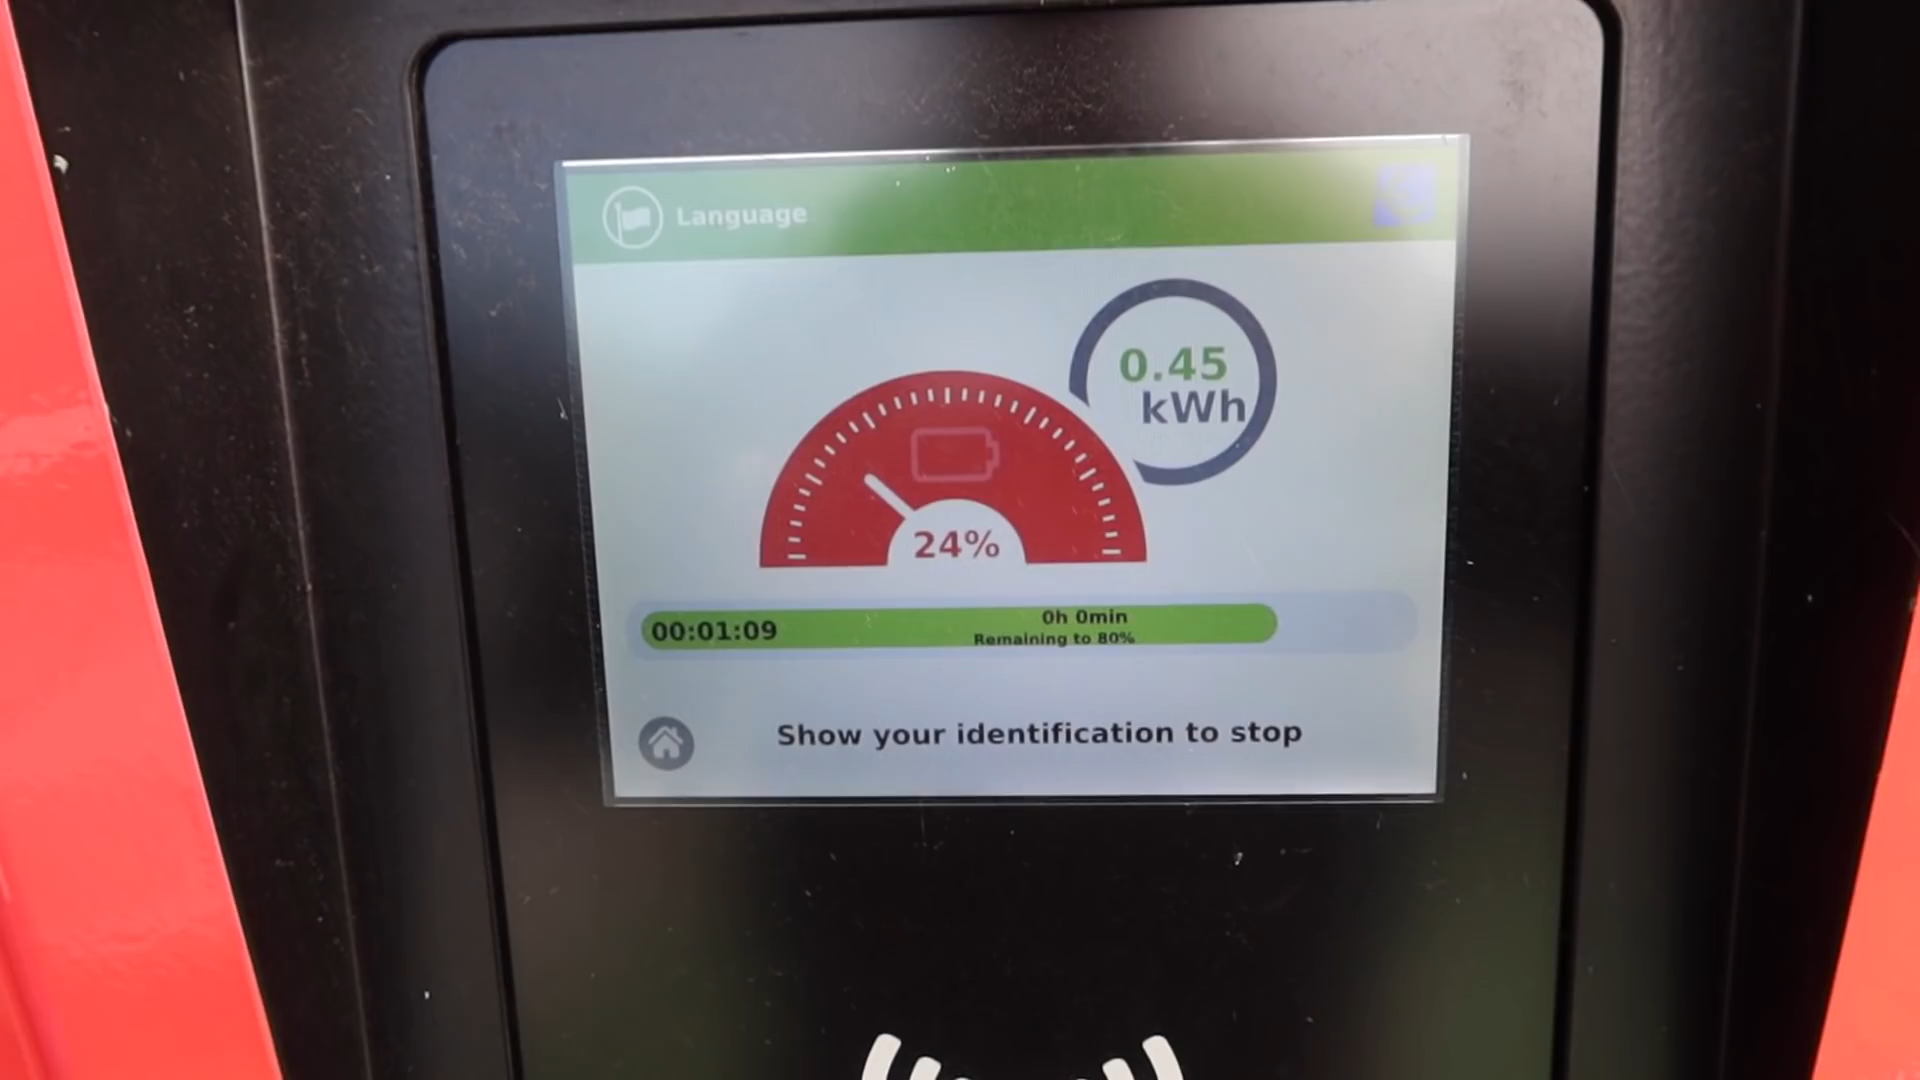 Language
0.45
kWh
24%
00:01:09
0h 0min
Remaining to 80%
Show your identification to stop